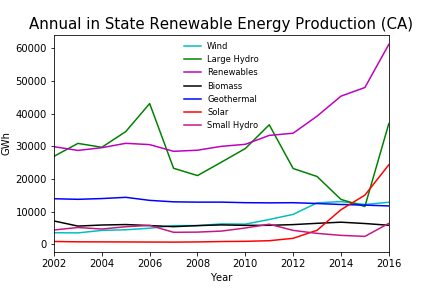 Annual in State Renewable Energy Production (CA)
60000
50000
40000
30000
20000
10000
0
GWh
Wind
Large Hydro
Renewables
Biomass
Geothermal
Solar
Small Hydro
2002 2004 2006 2008 2010 2012 2014 2016
Year